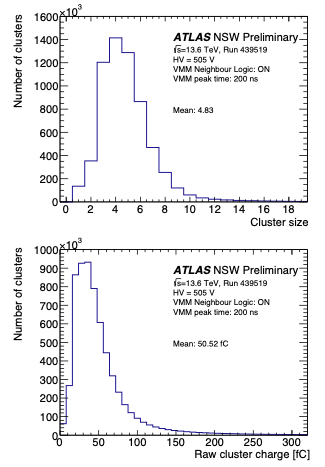 ×10³
1600
1400
1200
1000
800
600
400
200
0
Number of clusters
ATLAS NSW Preliminary
√s=13.6 TeV, Run 439519
HV = 505 V
VMM Neighbour Logic: ON
VMM peak time: 200 ns
Mean: 4.83
0 2 4 6 8 10 12 14 16 18
Cluster size
×10³
1000
900
800
700
600
500
400
300
200
100
0
Number of clusters
ATLAS NSW Preliminary
√s=13.6 TeV, Run 439519
HV = 505 V
VMM Neighbour Logic: ON
VMM peak time: 200 ns
Mean: 50.52 fC
0 50 100 150 200 250 300
Raw cluster charge [fC]